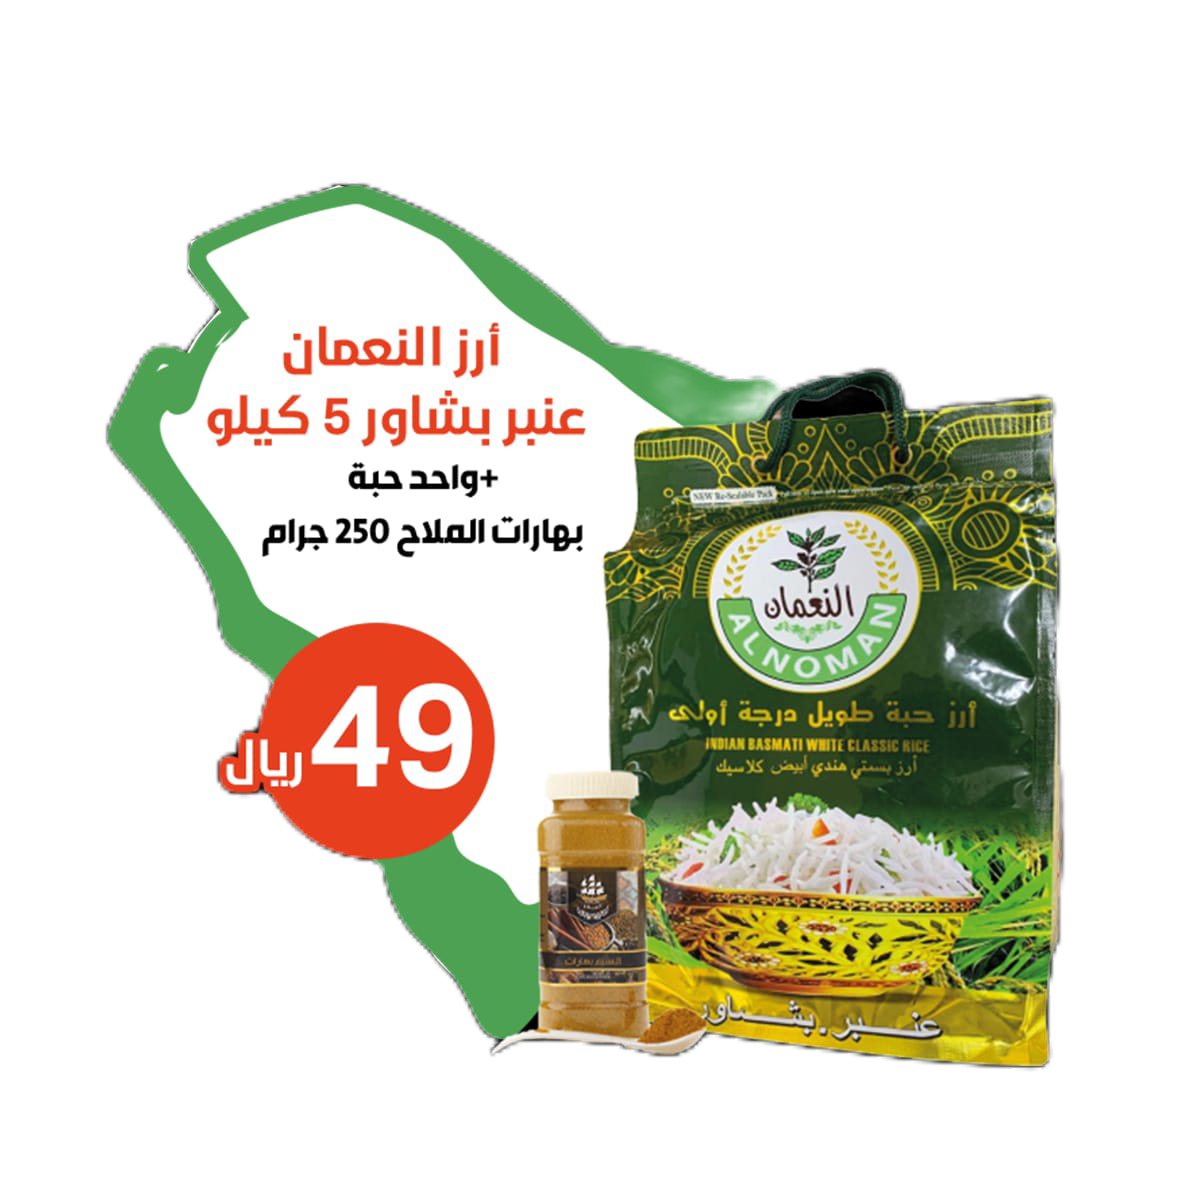 أرز النعمان
عنبر بشاور 5 كيلو
+واحد حبة
بهارات الملاح 250 جرام
49 ريال
NEW Re-Sealable Pack
النعمان
ALNOMAN
أرز حبة طويل درجة أولى
INDIAN BASMATI WHITE CLASSIC RICE
أرز بسمتي هندي أبيض كلاسيك
عنبر بشاور